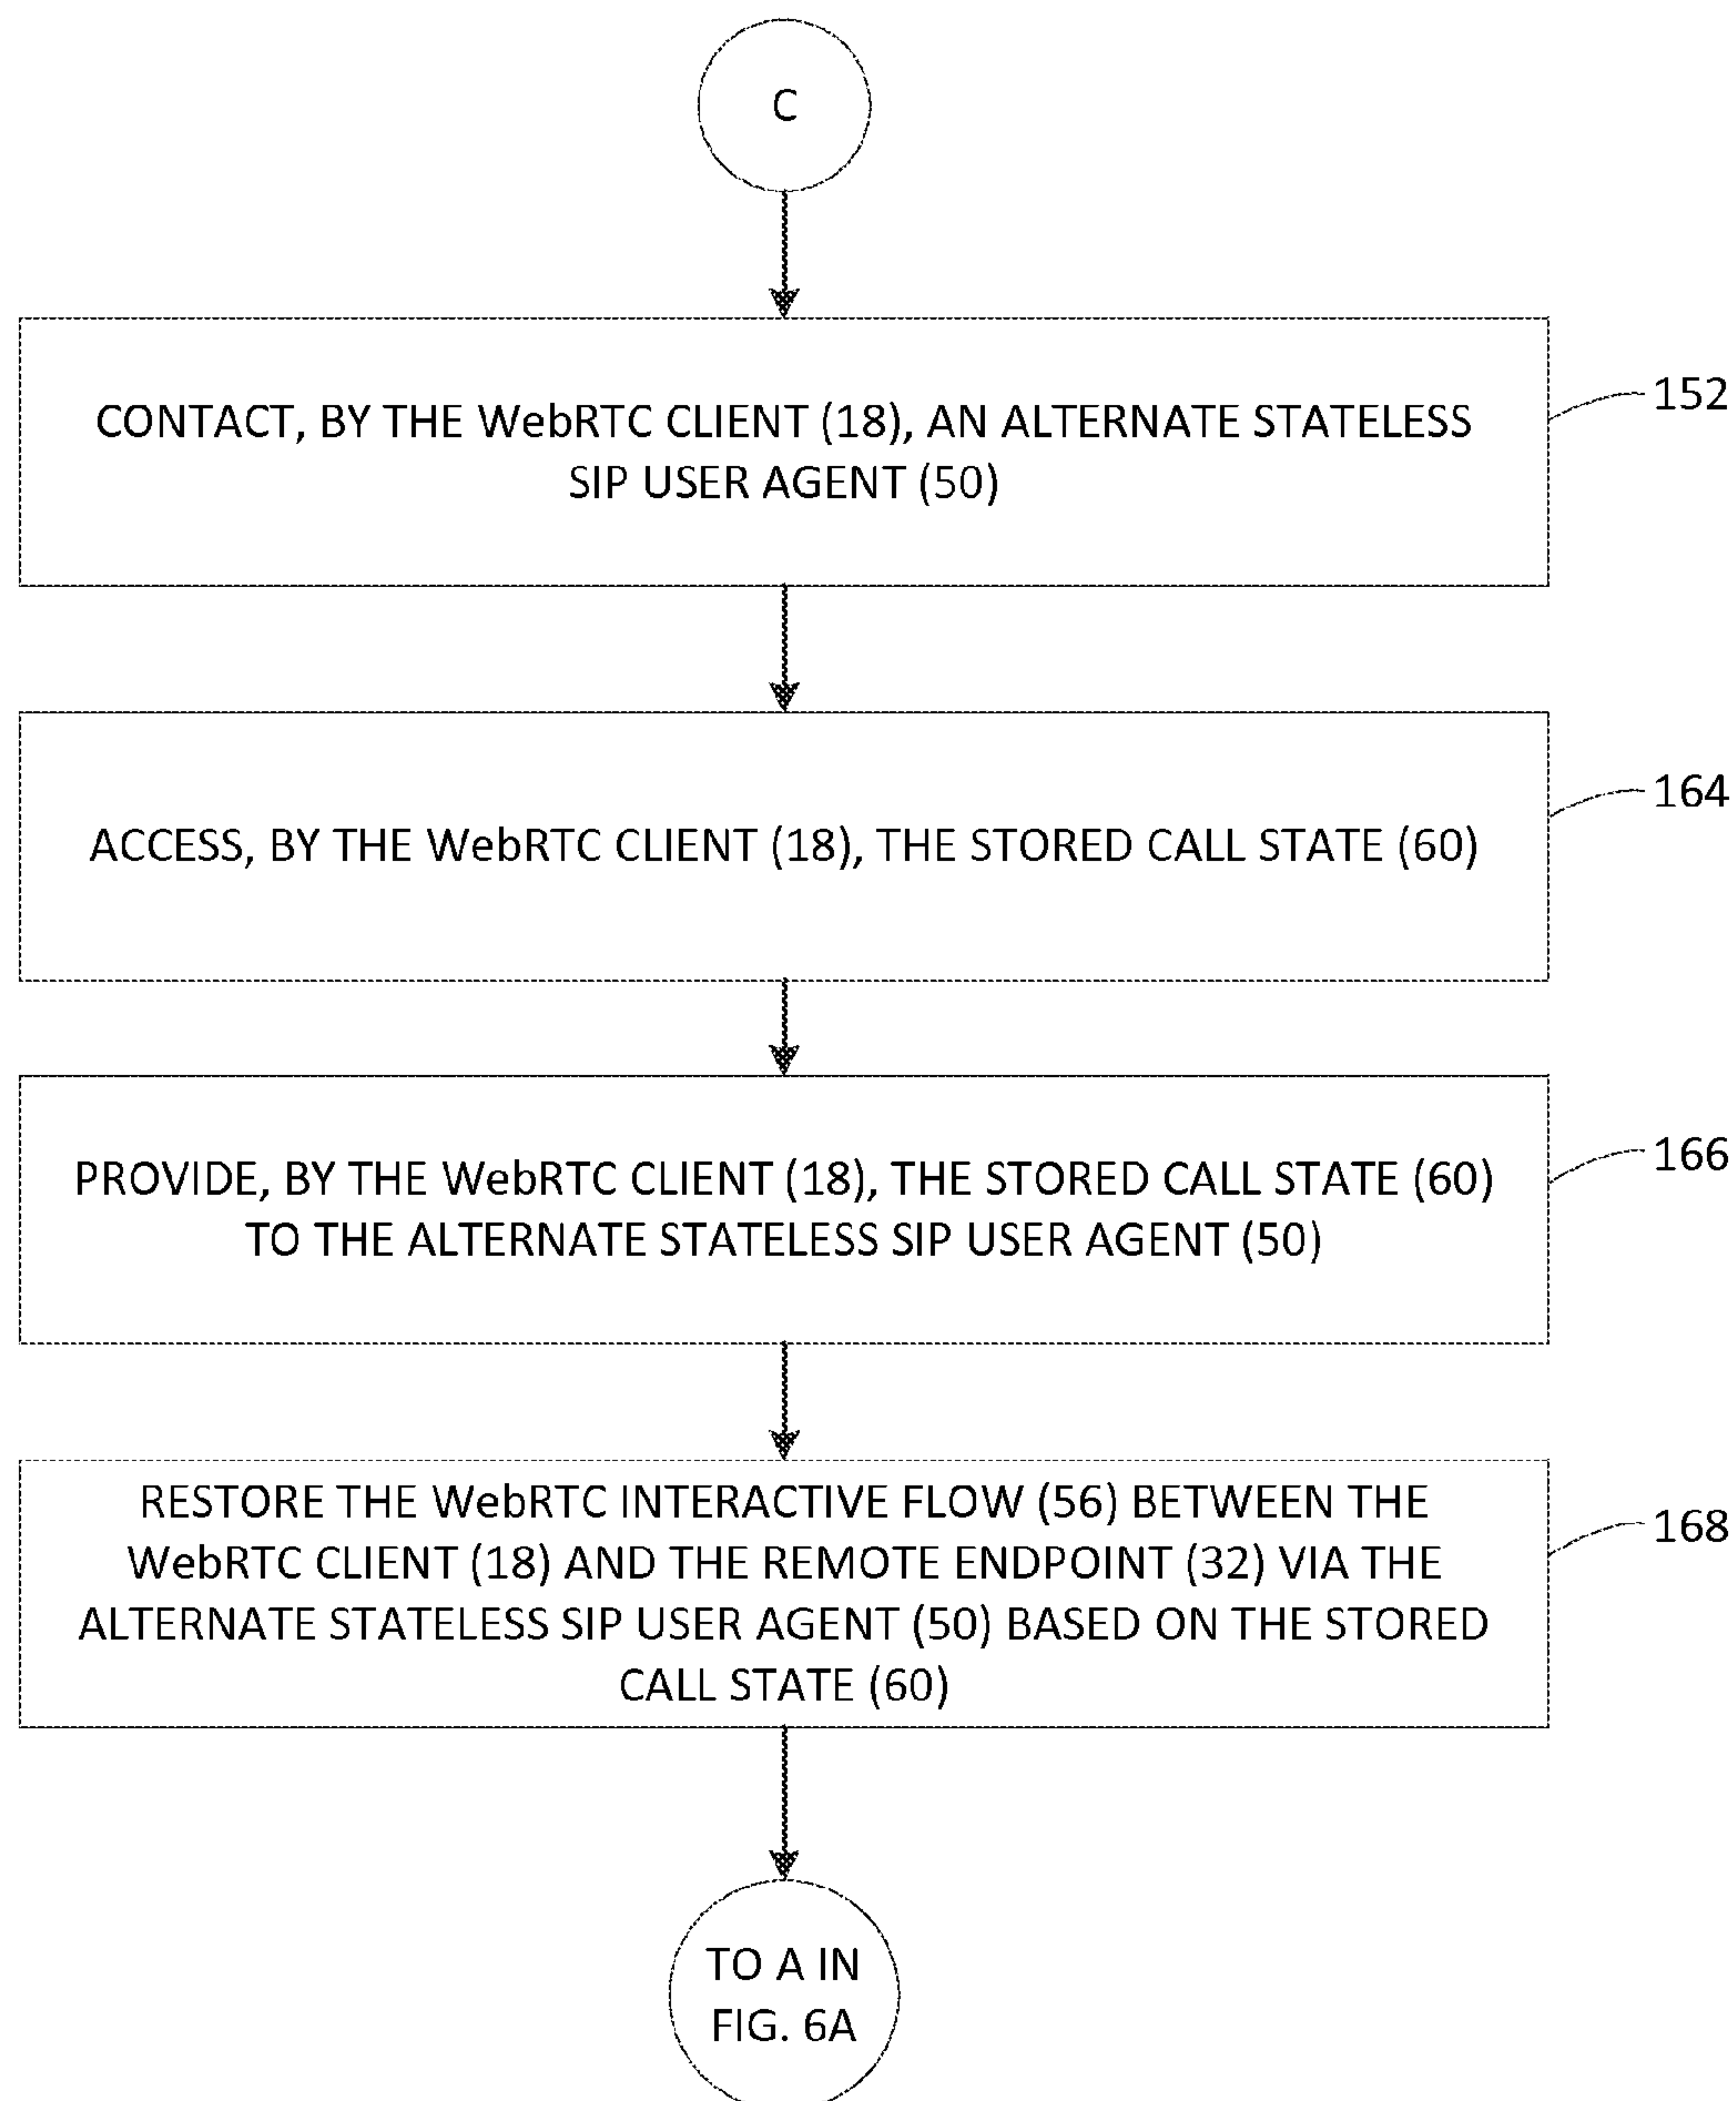 C
CONTACT, BY THE WebRTC CLIENT (18), AN ALTERNATE STATELESS
SIP USER AGENT (50)
152
ACCESS, BY THE WebRTC CLIENT (18), THE STORED CALL STATE (60)
164
PROVIDE, BY THE WebRTC CLIENT (18), THE STORED CALL STATE (60)
TO THE ALTERNATE STATELESS SIP USER AGENT (50)
166
RESTORE THE WebRTC INTERACTIVE FLOW (56) BETWEEN THE
WebRTC CLIENT (18) AND THE REMOTE ENDPOINT (32) VIA THE
ALTERNATE STATELESS SIP USER AGENT (50) BASED ON THE STORED
CALL STATE (60)
168
TO A IN
FIG. 6A